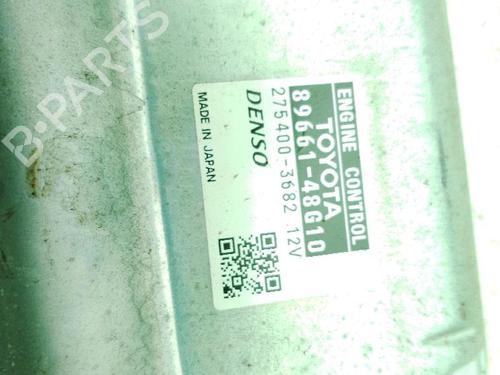 ENGINE CONTROL
TOYOTA
89661-48G10
275400-3682 12V
DENSO
MADE IN JAPAN
B-PARTS